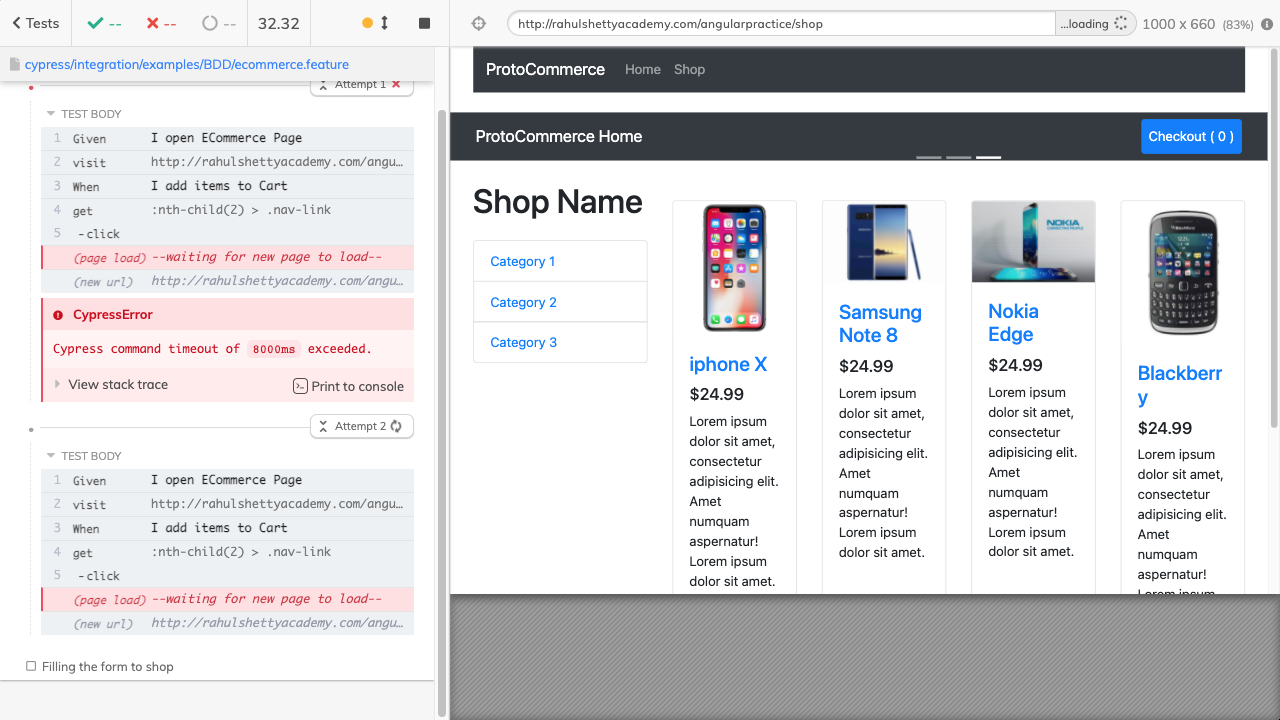 Tests -- -- -- 32.32
cypress/integration/examples/BDD/ecommerce.feature
Attempt 1
TEST BODY
1 Given I open ECommerce Page
2 visit http://rahulshettyacademy.com/angu…
3 When I add items to Cart
4 get :nth-child(2) > .nav-link
-click
(page load) --waiting for new page to load--
(new url) http://rahulshettyacademy.com/angu…
CypressError
Cypress command timeout of 8000ms exceeded.
View stack trace Print to console
Attempt 2
TEST BODY
1 Given I open ECommerce Page
2 visit http://rahulshettyacademy.com/angu…
3 When I add items to Cart
4 get :nth-child(2) > .nav-link
5 -click
(page load) --waiting for new page to load--
(new url) http://rahulshettyacademy.com/angu…
Filling the form to shop
http://rahulshettyacademy.com/angularpractice/shop ...loading 1000 x 660 (83%)
ProtoCommerce Home Shop
ProtoCommerce Home Checkout ( 0 )
Shop Name
Category 1
Category 2
Category 3
iphone X
$24.99
Lorem ipsum
dolor sit amet,
consectetur
adipisicing elit.
Amet
numquam
aspernatur!
Lorem ipsum
dolor sit amet.
Samsung
Note 8
$24.99
Lorem ipsum
dolor sit amet,
consectetur
adipisicing elit.
Amet
numquam
aspernatur!
Lorem ipsum
dolor sit amet.
NOKIA
Nokia
Edge
$24.99
Lorem ipsum
dolor sit amet,
consectetur
adipisicing elit.
Amet
numquam
aspernatur!
Lorem ipsum
dolor sit amet.
Blackberr
y
$24.99
Lorem ipsum
dolor sit amet,
consectetur
adipisicing elit.
Amet
numquam
aspernatur!
Lorem ipsum